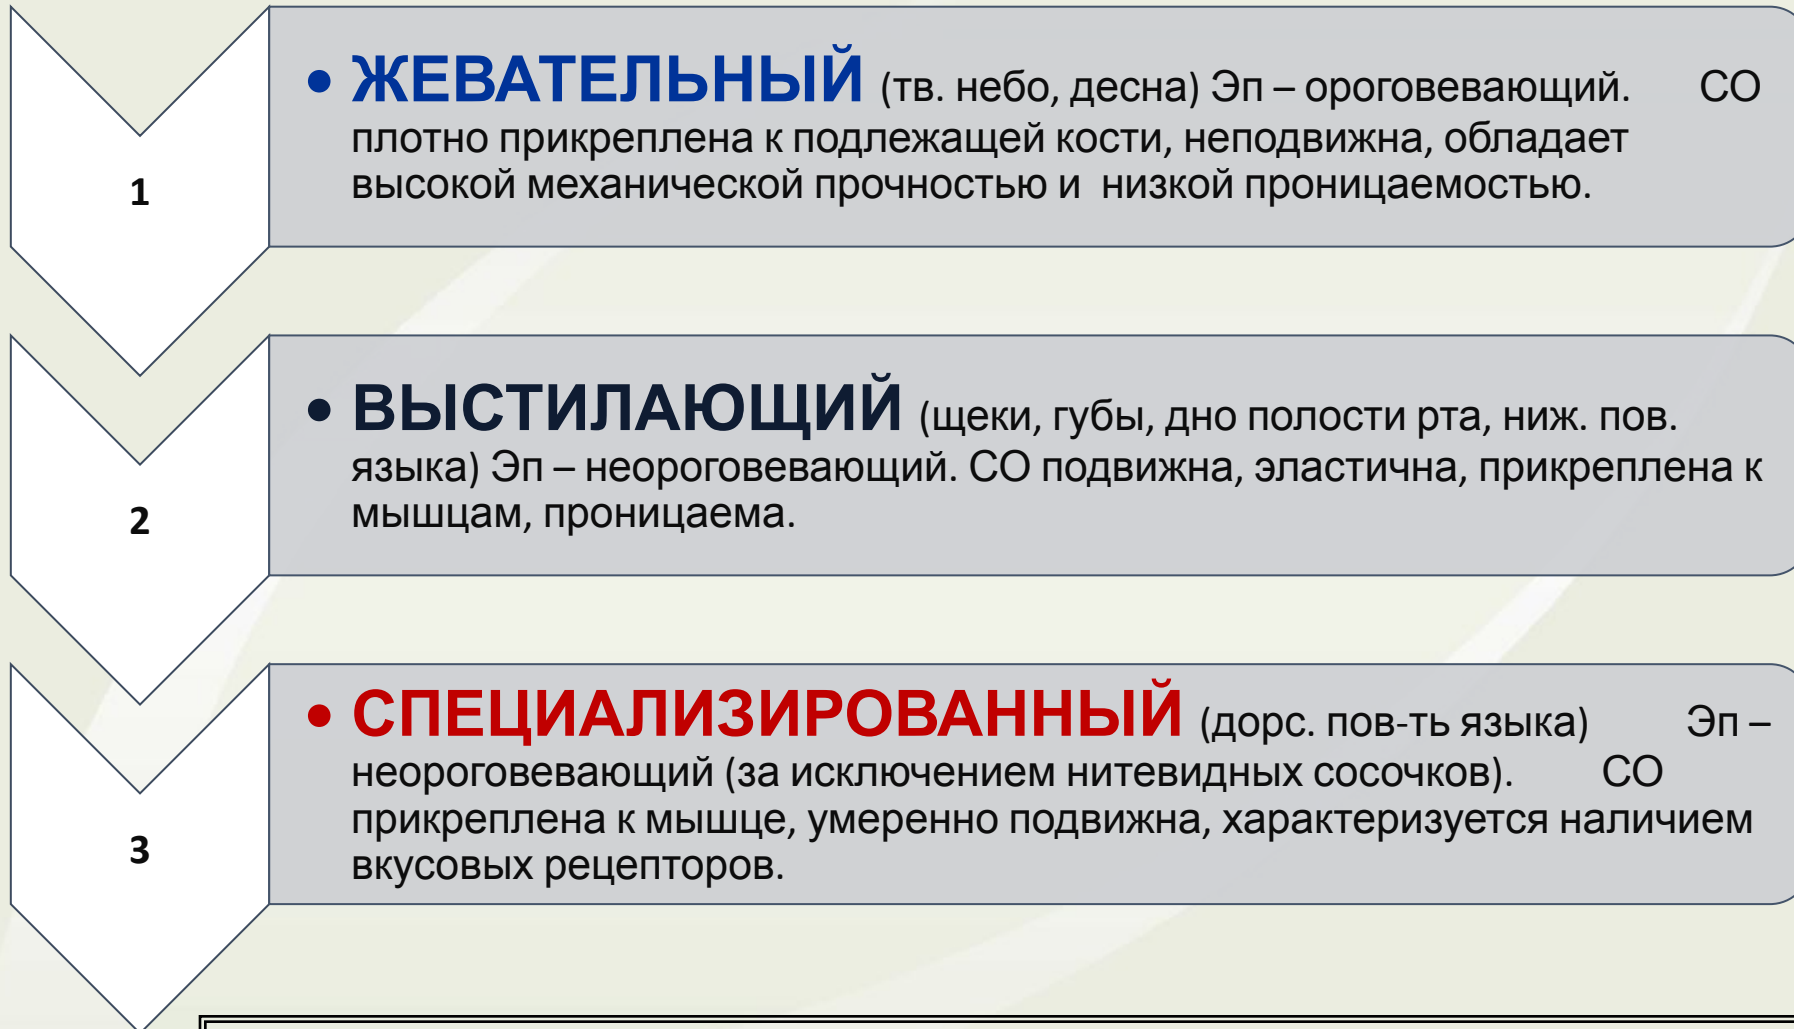 1
• ЖЕВАТЕЛЬНЫЙ (тв. небо, десна) Эп – ороговевающий. СО
плотно прикреплена к подлежащей кости, неподвижна, обладает
высокой механической прочностью и низкой проницаемостью.
2
• ВЫСТИЛАЮЩИЙ (щеки, губы, дно полости рта, ниж. пов.
языка) Эп – неороговевающий. СО подвижна, эластична, прикреплена к
мышцам, проницаема.
3
• СПЕЦИАЛИЗИРОВАННЫЙ (дорс. пов-ть языка) Эп –
неороговевающий (за исключением нитевидных сосочков). СО
прикреплена к мышце, умеренно подвижна, характеризуется наличием
вкусовых рецепторов.